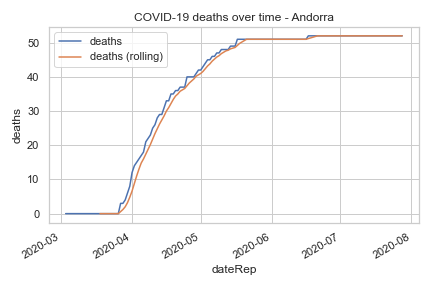 COVID-19 deaths over time - Andorra
deaths
deaths (rolling)
deaths
50
40
30
20
10
0
2020-03
2020-04
2020-05
2020-06
2020-07
2020-08
dateRep